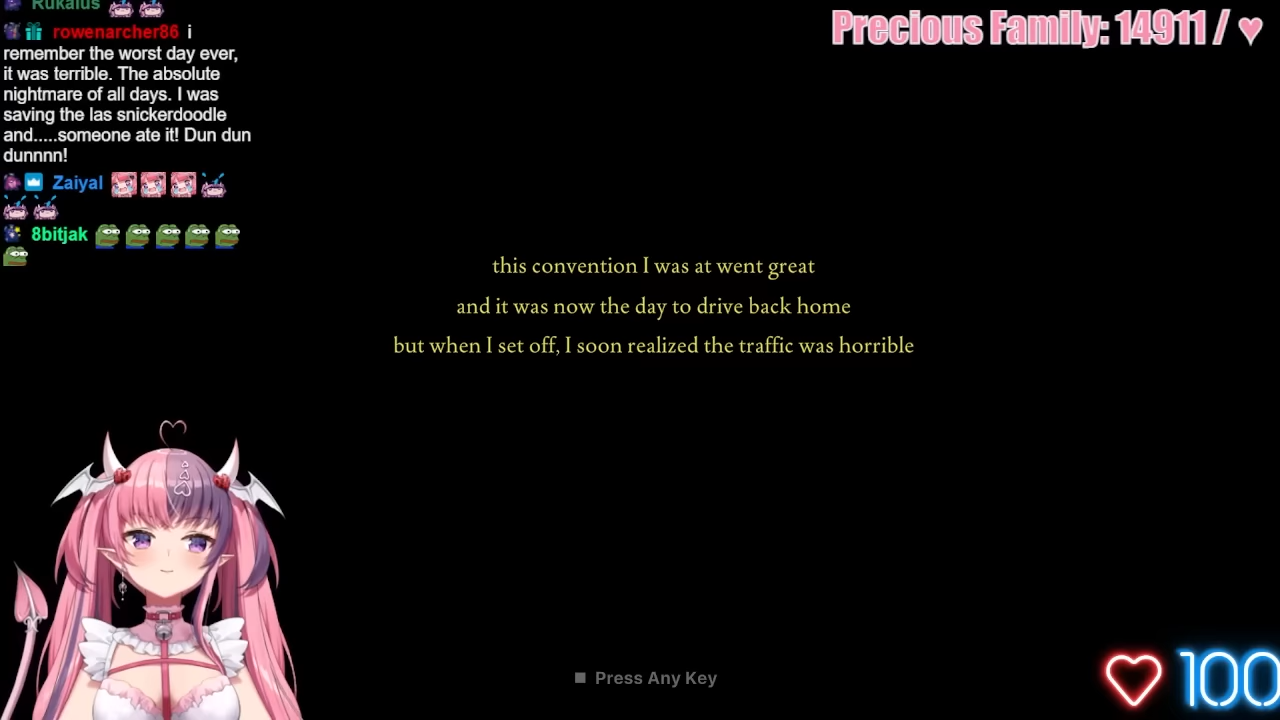 Rukalus
rowenarcher86 i
remember the worst day ever,
it was terrible. The absolute
nightmare of all days. I was
saving the las snickerdoodle
and.....someone ate it! Dun dun
dunnnn!
Zaiyal
8bitjak
Precious Family: 14911 / ♥
this convention I was at went great
and it was now the day to drive back home
but when I set off, I soon realized the traffic was horrible
Press Any Key
100